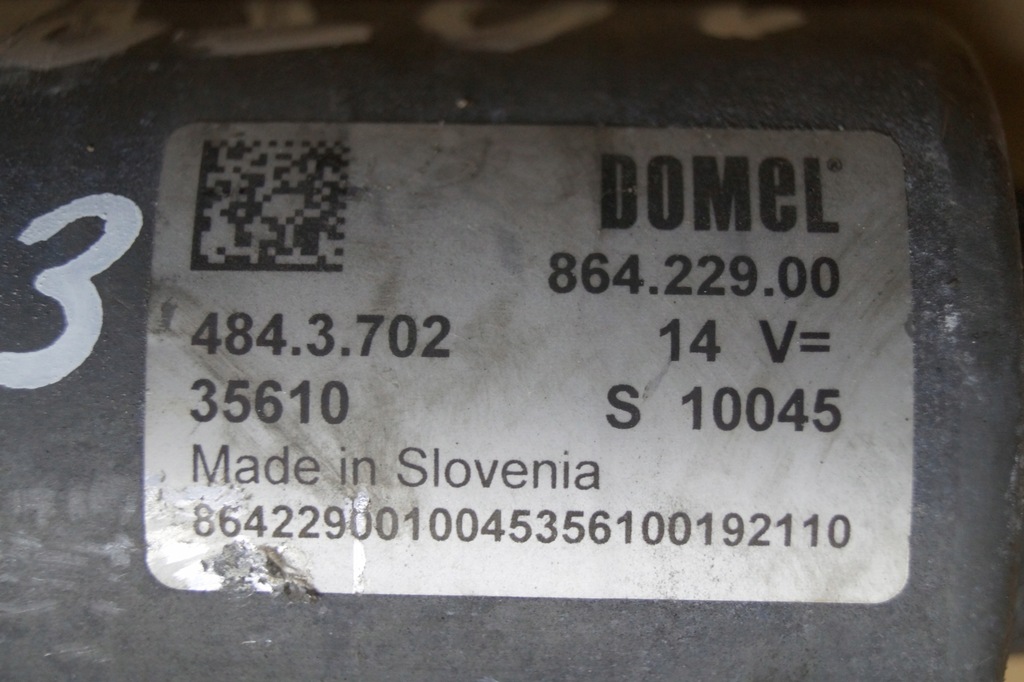 3
DOMEL®
864.229.00
484.3.702 14 V=
35610 S 10045
Made in Slovenia
8642290010045356100192110